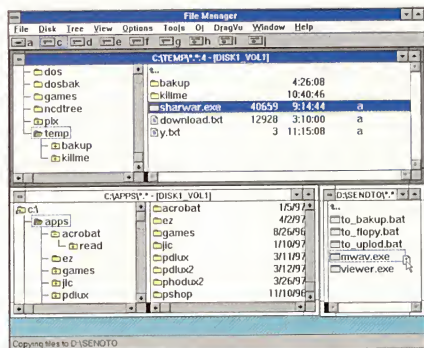 File Manager
File Disk Tree View Options Tools DragVu Window Help
a c d e f g h i j
C:\TEMP\*.*:4 - [DISK1_VOL1]
dos
dosbak
games
ncdtree
pix
temp
bakup
killme
bakup 4:26:08
killme 10:40:46
sharwar.exe 40659 9:14:44 a
download.txt 12928 3:10:00 a
y.txt 3 11:15:08 a
C:\APPS\*.* - [DISK1_VOL1]
c:\
apps
acrobat
read
ez
games
jic
pdlux
acrobat 1/5/97
ez 4/2/97
games 8/26/96
jic 1/10/97
pdlux 3/11/97
pdlux2 3/12/97
phodux2 3/26/97
pshop 11/10/96
D:\SENDTO\*.*
to_bakup.bat
to_flopy.bat
to_uplod.bat
mwav.exe
viewer.exe
Copying files to D:\SENDTO